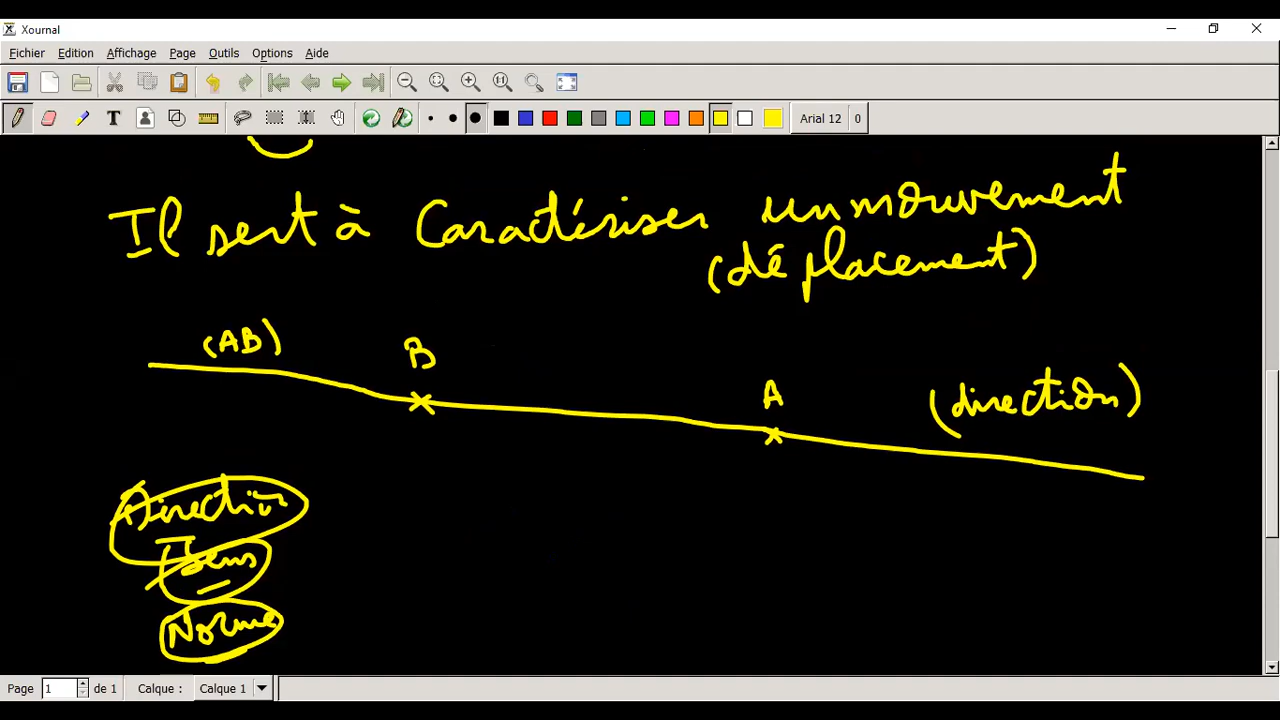 Xournal
Fichier Edition Affichage Page Outils Options Aide
Arial 12 0
Il sert à Caractériser un mouvement
(déplacement)
(AB) B A (direction)
Direction
Sens
Norme
Page 1 de 1 Calque : Calque 1